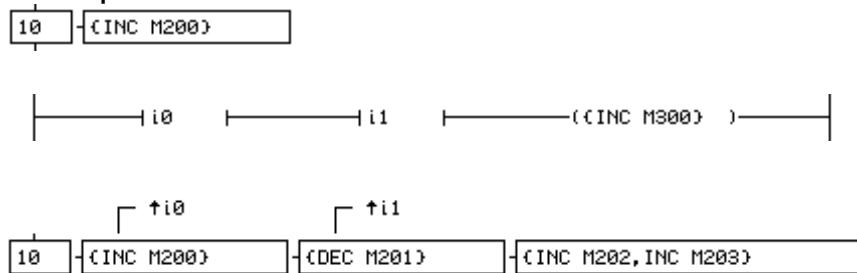 10 {INC M200}
i0 i1 ({INC M300} )
↑i0 ↑i1
10 {INC M200} {DEC M201} {INC M202,INC M203}